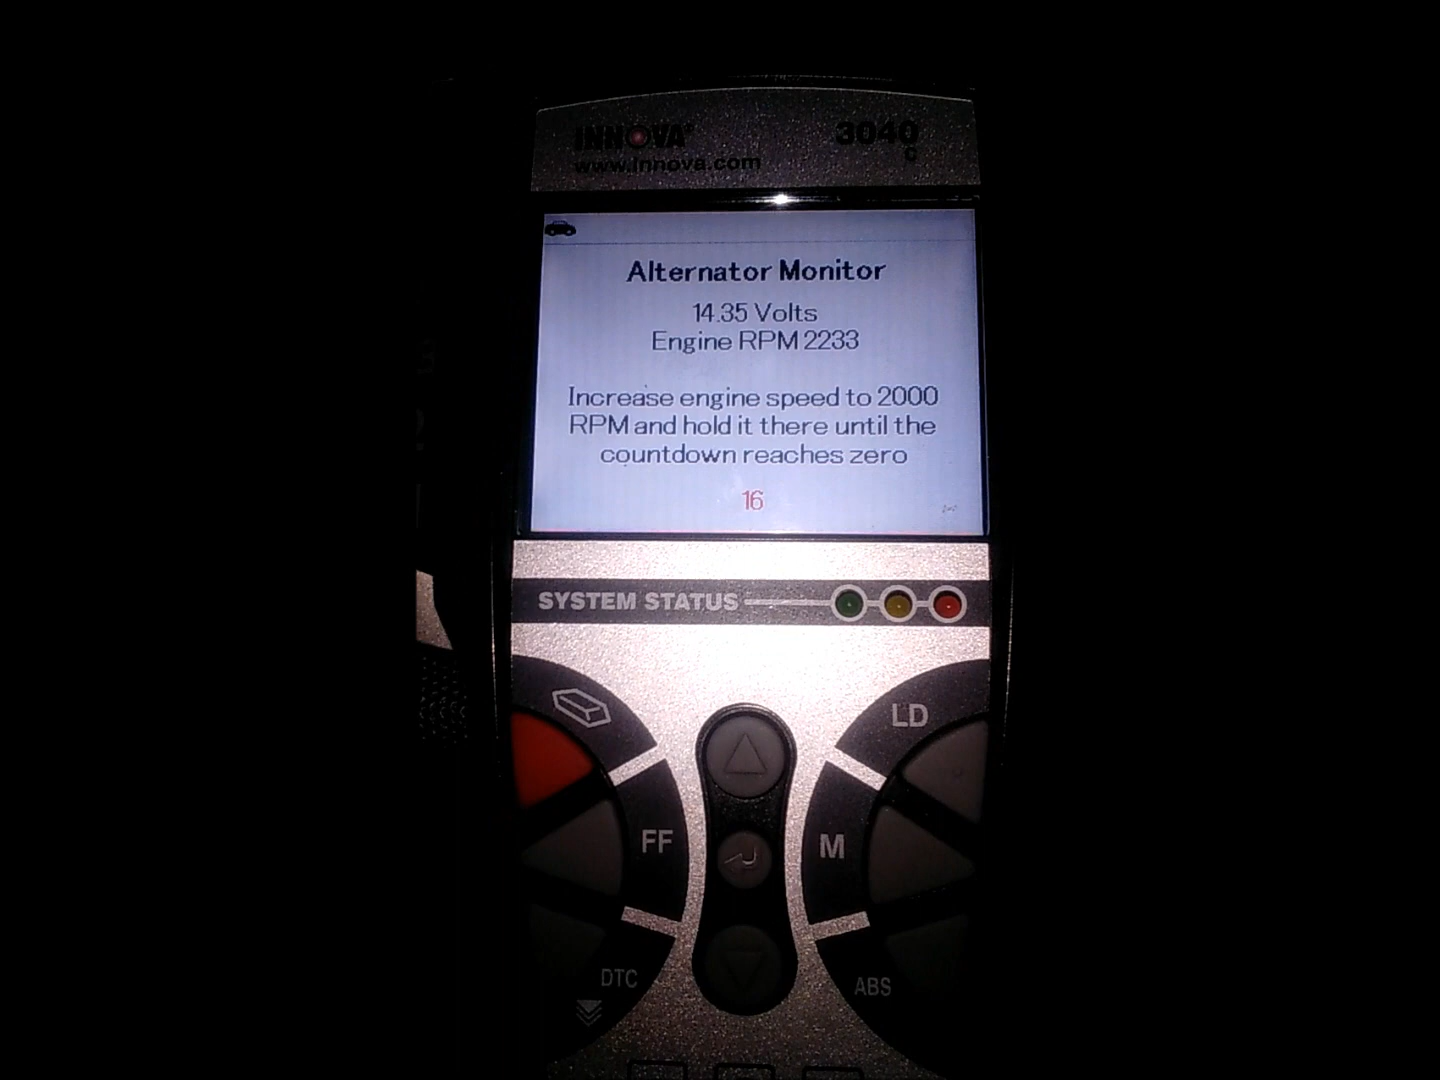 INNOVA
3040
c
www.innova.com
Alternator Monitor
14.35 Volts
Engine RPM 2233
Increase engine speed to 2000
RPM and hold it there until the
countdown reaches zero
16
SYSTEM STATUS
LD
FF
M
DTC
ABS